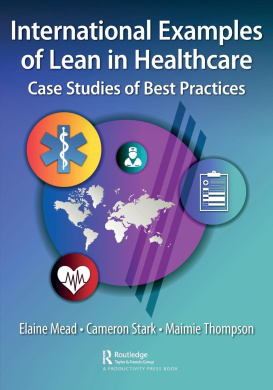 International Examples
of Lean in Healthcare
Case Studies of Best Practices
Elaine Mead • Cameron Stark • Maimie Thompson
R Routledge
Taylor & Francis Group
A PRODUCTIVITY PRESS BOOK